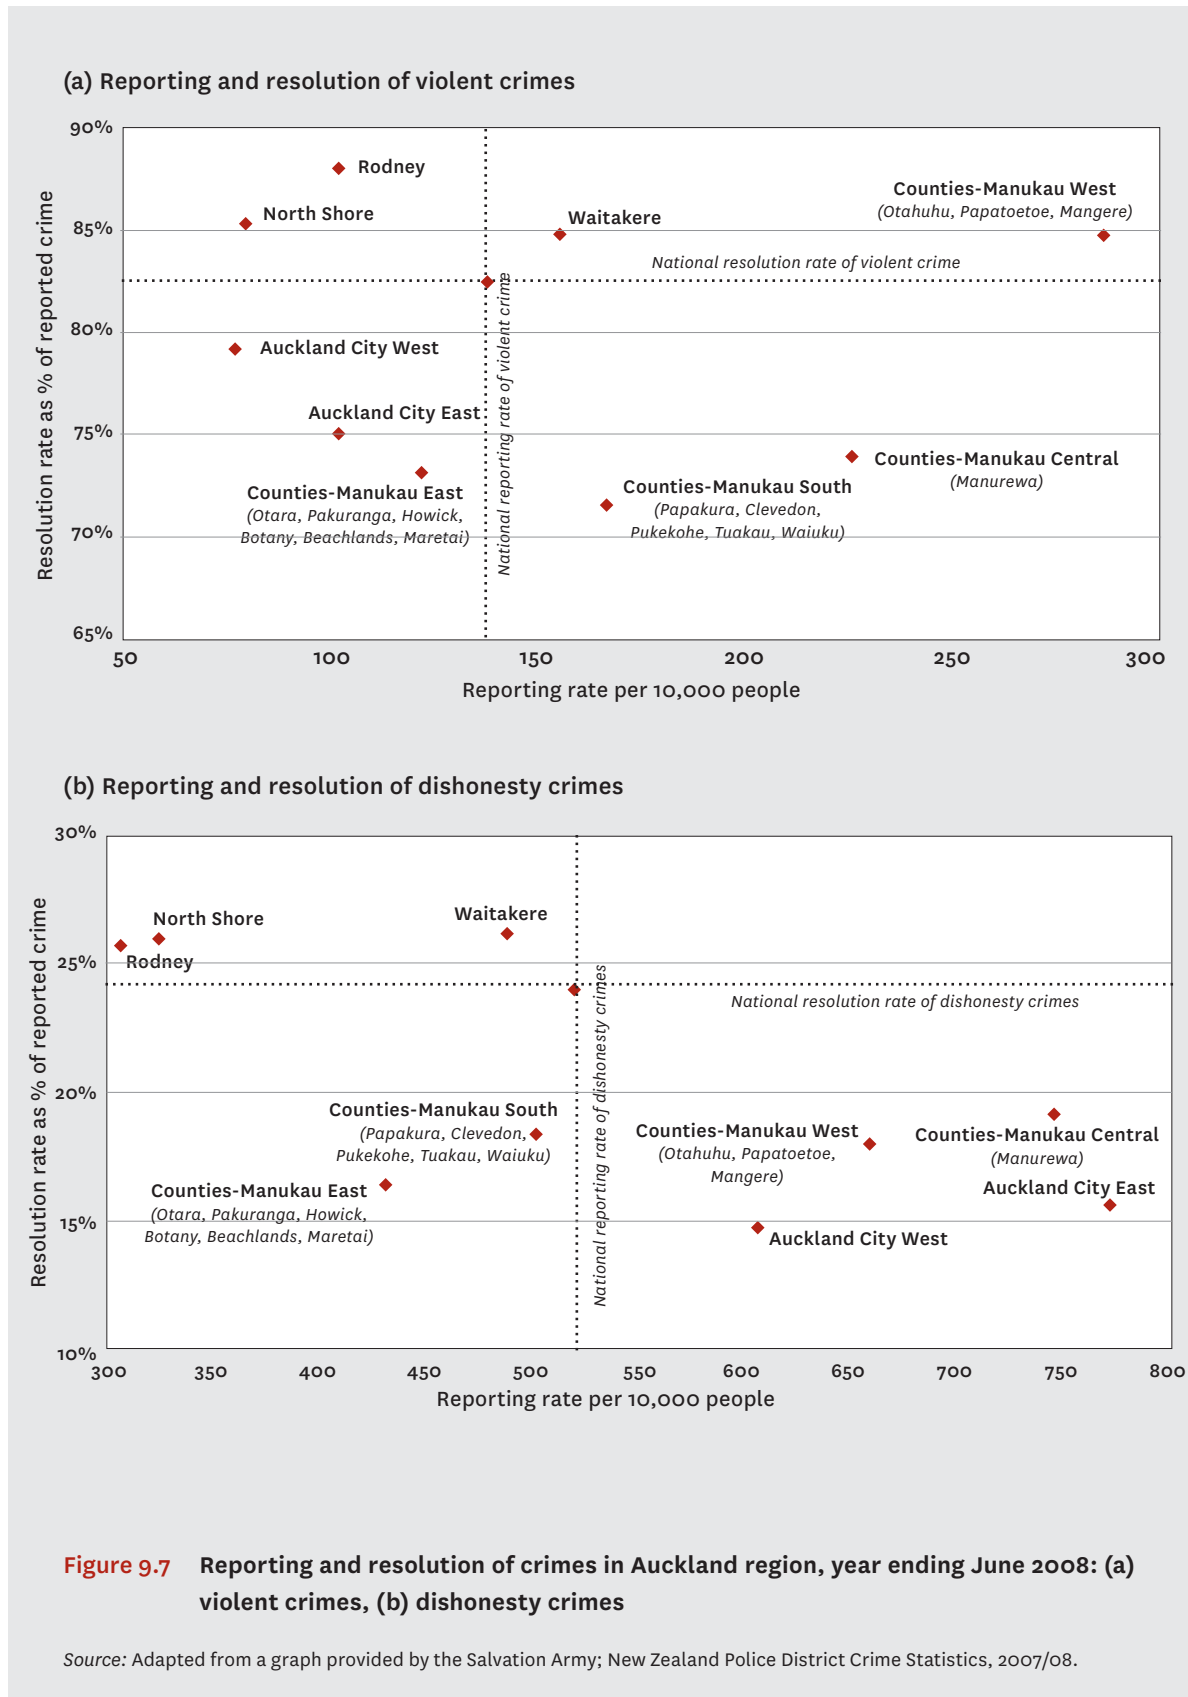 (a) Reporting and resolution of violent crimes
90%
85%
80%
75%
70%
65%
Resolution rate as % of reported crime
Rodney
North Shore
Waitakere
Counties-Manukau West
(Otahuhu, Papatoetoe, Mangere)
National resolution rate of violent crime
National reporting rate of violent crime
Auckland City West
Auckland City East
Counties-Manukau East
(Otara, Pakuranga, Howick,
Botany, Beachlands, Maretai)
Counties-Manukau South
(Papakura, Clevedon,
Pukekohe, Tuakau, Waiuku)
Counties-Manukau Central
(Manurewa)
50 100 150 200 250 300
Reporting rate per 10,000 people
(b) Reporting and resolution of dishonesty crimes
30%
25%
20%
15%
10%
Resolution rate as % of reported crime
North Shore
Rodney
Waitakere
National resolution rate of dishonesty crimes
National reporting rate of dishonesty crimes
Counties-Manukau South
(Papakura, Clevedon,
Pukekohe, Tuakau, Waiuku)
Counties-Manukau East
(Otara, Pakuranga, Howick,
Botany, Beachlands, Maretai)
Counties-Manukau West
(Otahuhu, Papatoetoe,
Mangere)
Counties-Manukau Central
(Manurewa)
Auckland City East
Auckland City West
300 350 400 450 500 550 600 650 700 750 800
Reporting rate per 10,000 people
Figure 9.7 Reporting and resolution of crimes in Auckland region, year ending June 2008: (a)
violent crimes, (b) dishonesty crimes
Source: Adapted from a graph provided by the Salvation Army; New Zealand Police District Crime Statistics, 2007/08.